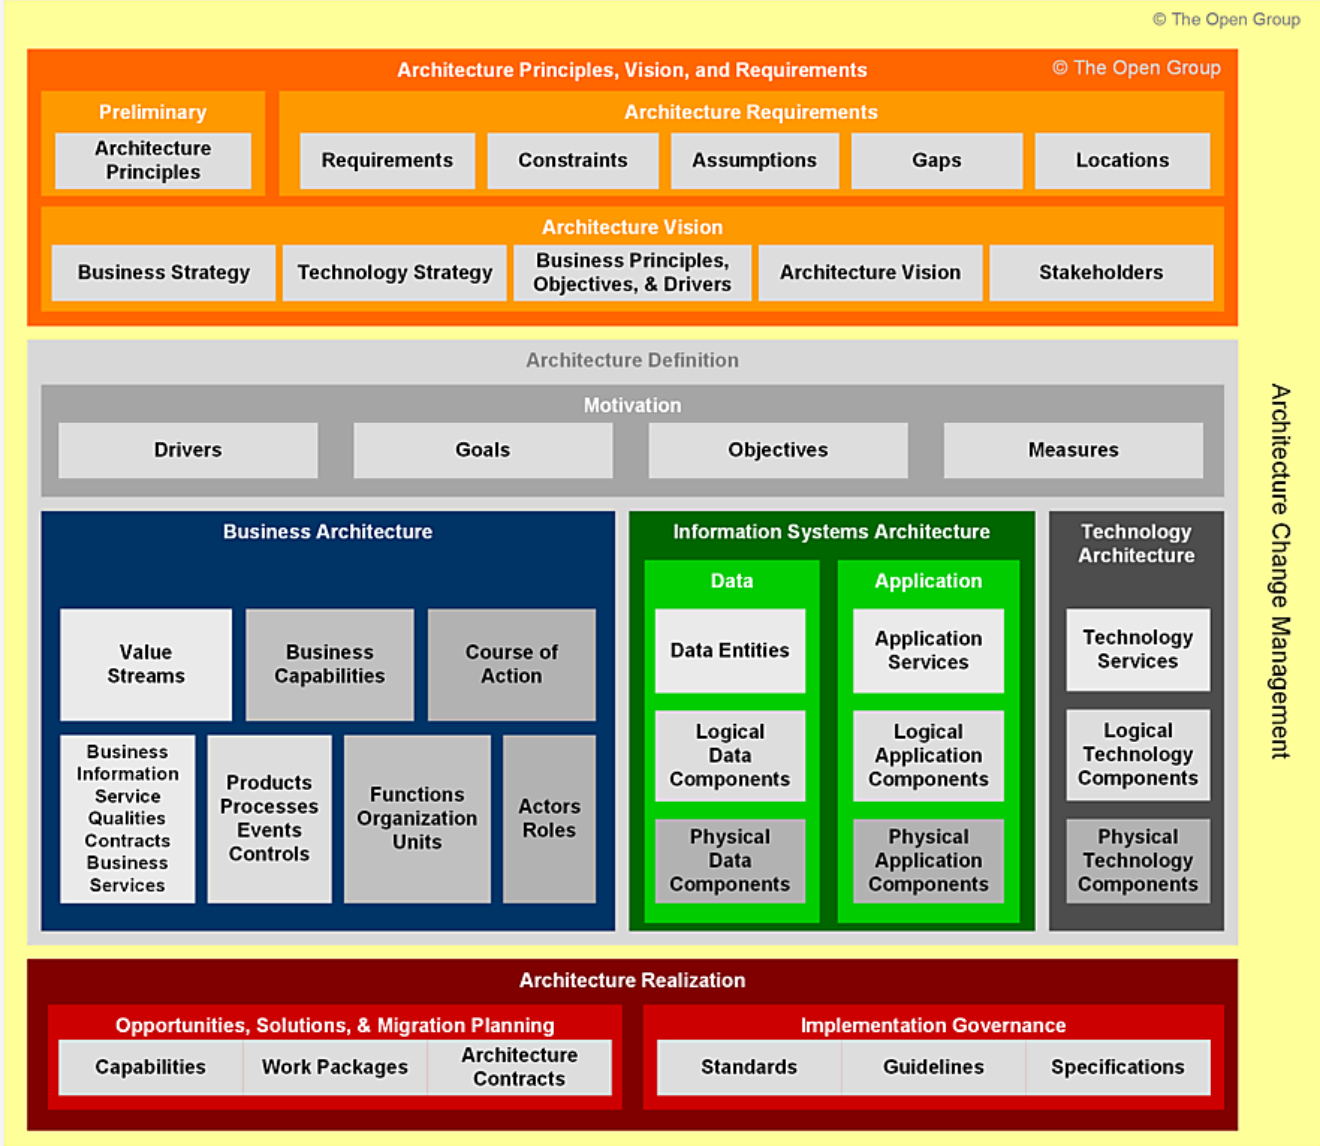 © The Open Group
Architecture Principles, Vision, and Requirements
© The Open Group
Preliminary
Architecture
Principles
Architecture Requirements
Requirements
Constraints
Assumptions
Gaps
Locations
Architecture Vision
Business Strategy
Technology Strategy
Business Principles,
Objectives, & Drivers
Architecture Vision
Stakeholders
Architecture Definition
Motivation
Drivers
Goals
Objectives
Measures
Business Architecture
Value
Streams
Business
Capabilities
Course of
Action
Business
Information
Service
Qualities
Contracts
Business
Services
Products
Processes
Events
Controls
Functions
Organization
Units
Actors
Roles
Information Systems Architecture
Data
Data Entities
Logical
Data
Components
Physical
Data
Components
Application
Application
Services
Logical
Application
Components
Physical
Application
Components
Technology
Architecture
Technology
Services
Logical
Technology
Components
Physical
Technology
Components
Architecture Realization
Opportunities, Solutions, & Migration Planning
Capabilities
Work Packages
Architecture
Contracts
Implementation Governance
Standards
Guidelines
Specifications
Architecture Change Management